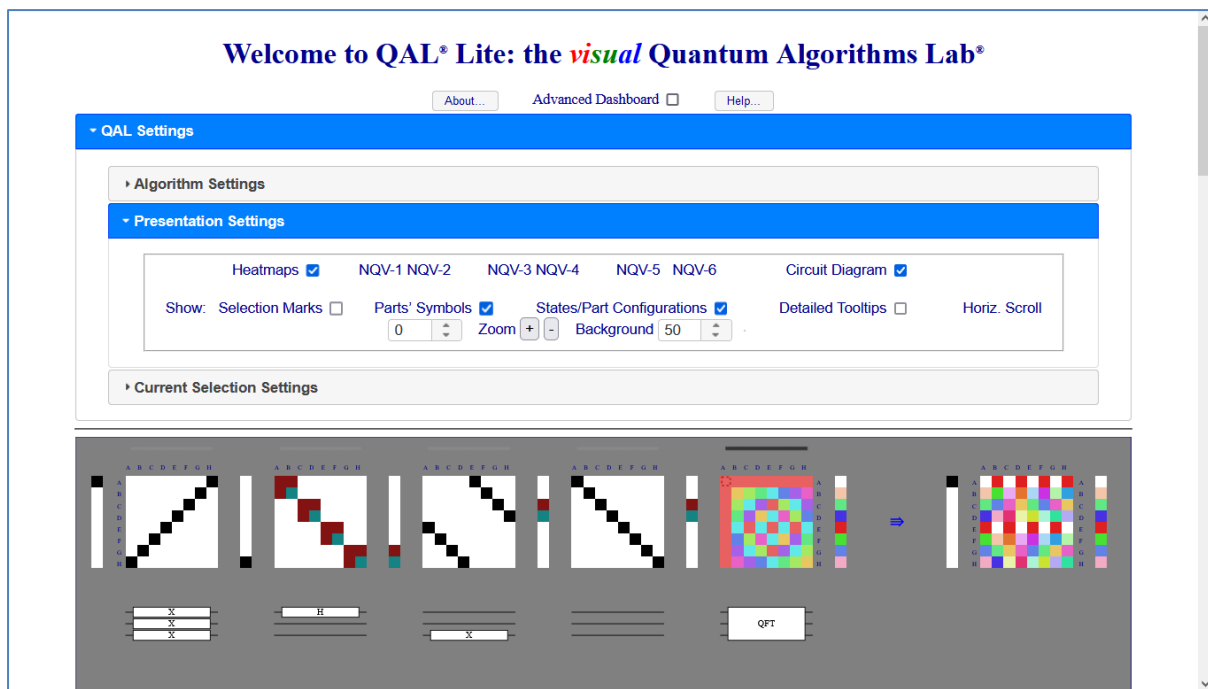 Welcome to QAL® Lite: the visual Quantum Algorithms Lab®
About... Advanced Dashboard Help...
QAL Settings
Algorithm Settings
Presentation Settings
Heatmaps NQV-1 NQV-2 NQV-3 NQV-4 NQV-5 NQV-6 Circuit Diagram
Show: Selection Marks Parts' Symbols States/Part Configurations Detailed Tooltips Horiz. Scroll
0 Zoom + - Background 50
Current Selection Settings
A B C D E F G H A B C D E F G H A B C D E F G H A B C D E F G H A B C D E F G H A B C D E F G H
A A A A
B B B B
C C C C
D D D D
E E E E
F F F F
G G G G
H H H H
X H
X QFT
X X